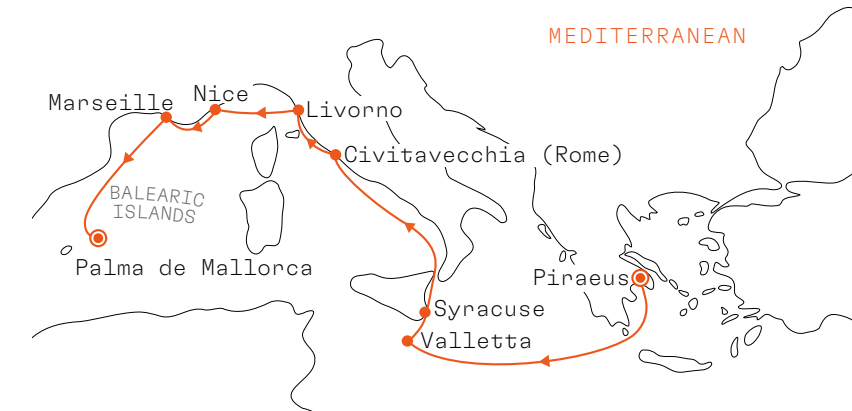 MEDITERRANEAN
Nice
Marseille
Livorno
Civitavecchia (Rome)
BALEARIC
ISLANDS
Palma de Mallorca
Piraeus
Syracuse
Valletta